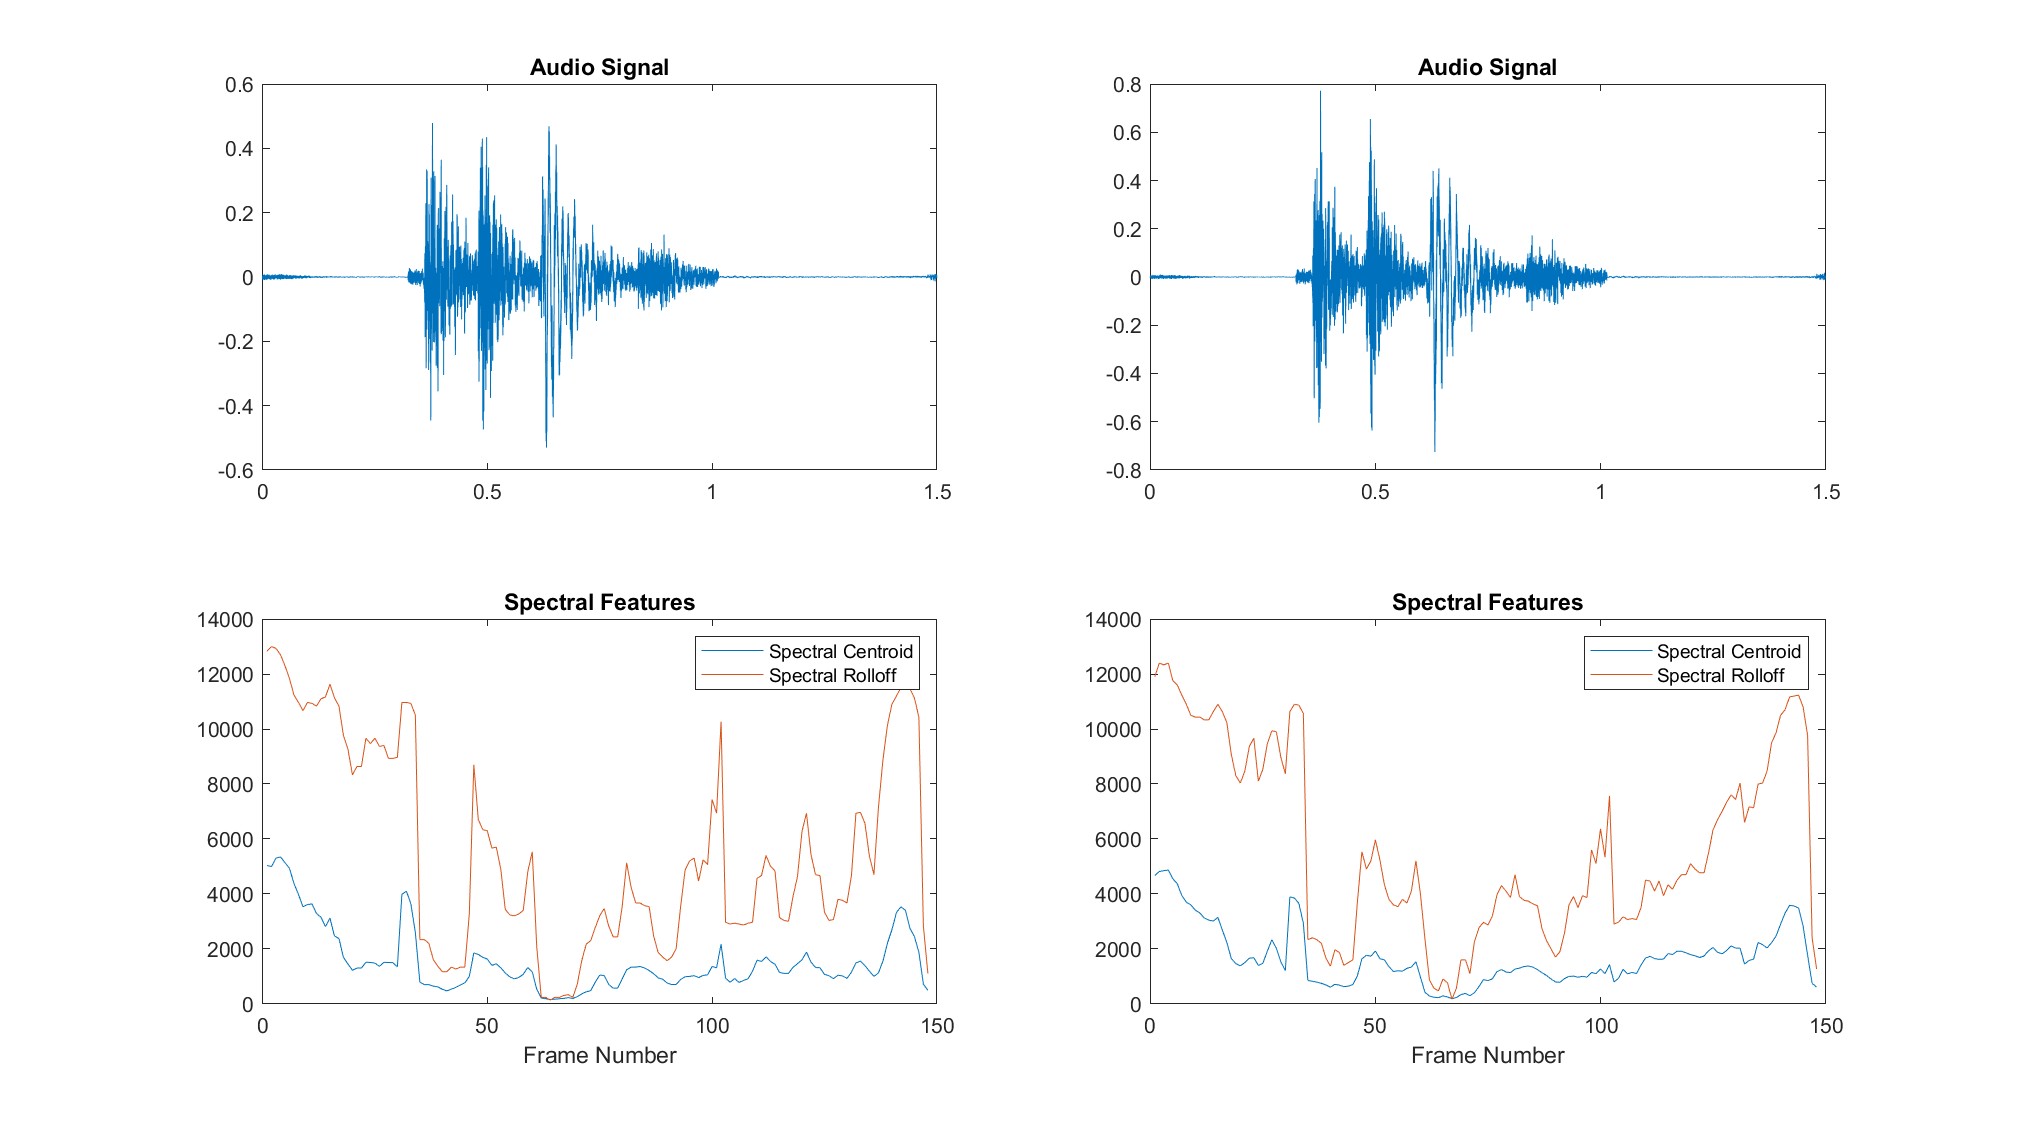 Audio Signal
0.6
0.4
0.2
0
-0.2
-0.4
-0.6
0 0.5 1 1.5
Audio Signal
0.8
0.6
0.4
0.2
0
-0.2
-0.4
-0.6
-0.8
0 0.5 1 1.5
Spectral Features
14000
12000
10000
8000
6000
4000
2000
0
Spectral Centroid
Spectral Rolloff
0 50 100 150
Frame Number
Spectral Features
14000
12000
10000
8000
6000
4000
2000
0
Spectral Centroid
Spectral Rolloff
0 50 100 150
Frame Number